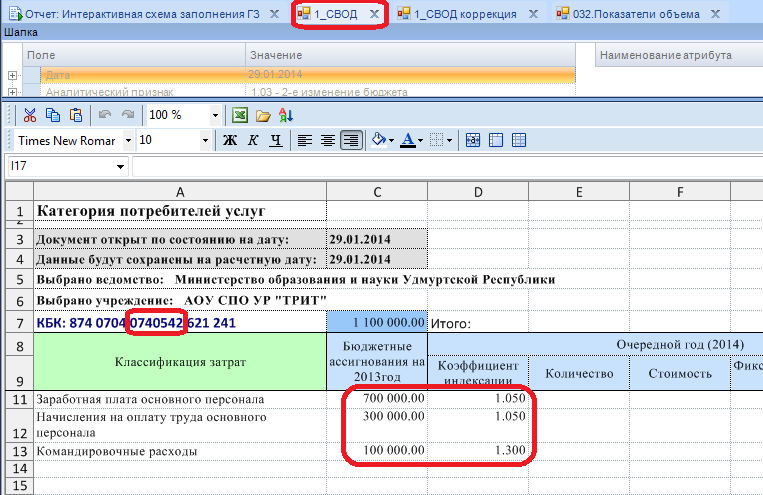 Отчет: Интерактивная схема заполнения ГЗ 1_СВОД 1_СВОД коррекция 032.Показатели объема
Шапка
Поле Значение Наименование атрибута
Дата 29.01.2014
Аналитический признак 1.03 - 2-е изменение бюджета
100 %
Times New Romar 10 Ж К Ч
I17
A C D E F
1 Категория потребителей услуг
2
3 Документ открыт по состоянию на дату: 29.01.2014
4 Данные будут сохранены на расчетную дату: 29.01.2014
5 Выбрано ведомство: Министерство образования и науки Удмуртской Республики
6 Выбрано учреждение: АОУ СПО УР "ТРИТ"
7 КБК: 874 0704 0740542 621 241 1 100 000.00 Итого:
8 Классификация затрат Бюджетные ассигнования на 2013год Очередной год (2014)
9 Коэффициент индексации Количество Стоимость Фикс
11 Заработная плата основного персонала 700 000.00 1.050
12 Начисления на оплату труда основного персонала 300 000.00 1.050
13 Командировочные расходы 100 000.00 1.300
14
15